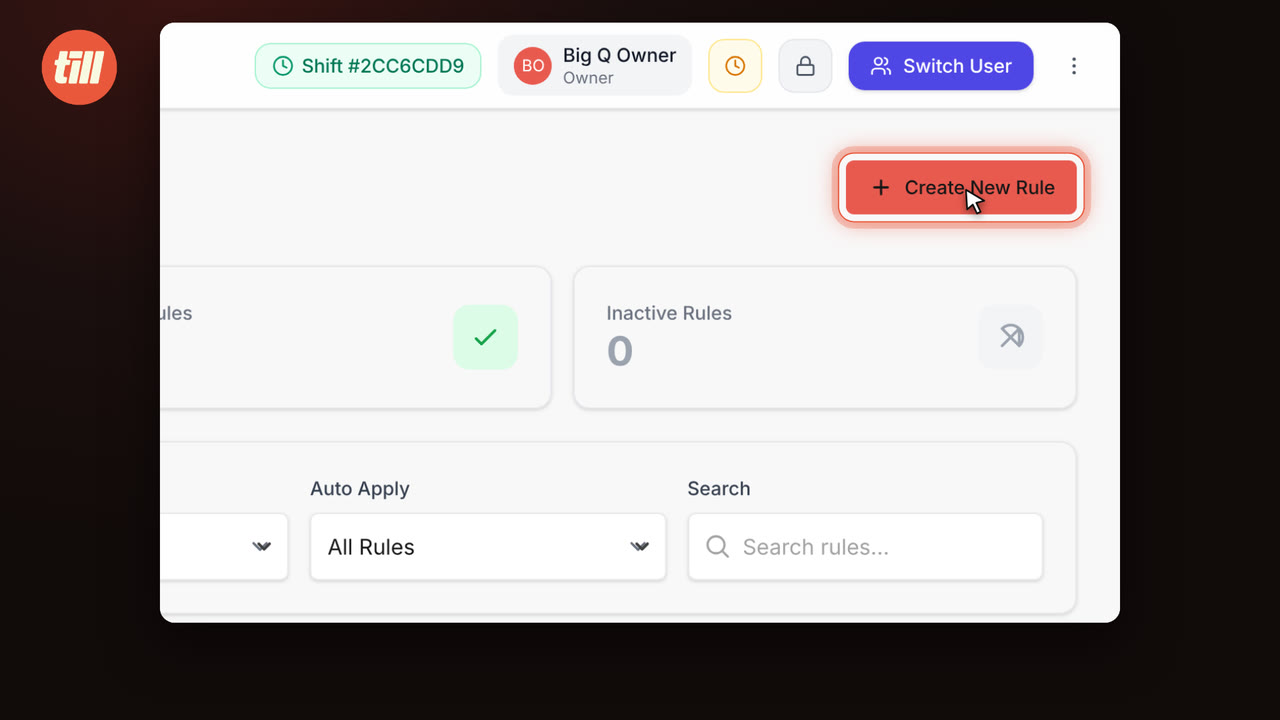 till
Shift #2CC6CDD9
BO
Big Q Owner
Owner
Switch User
Create New Rule
ules
Inactive Rules
0
Auto Apply
Search
All Rules
Search rules...